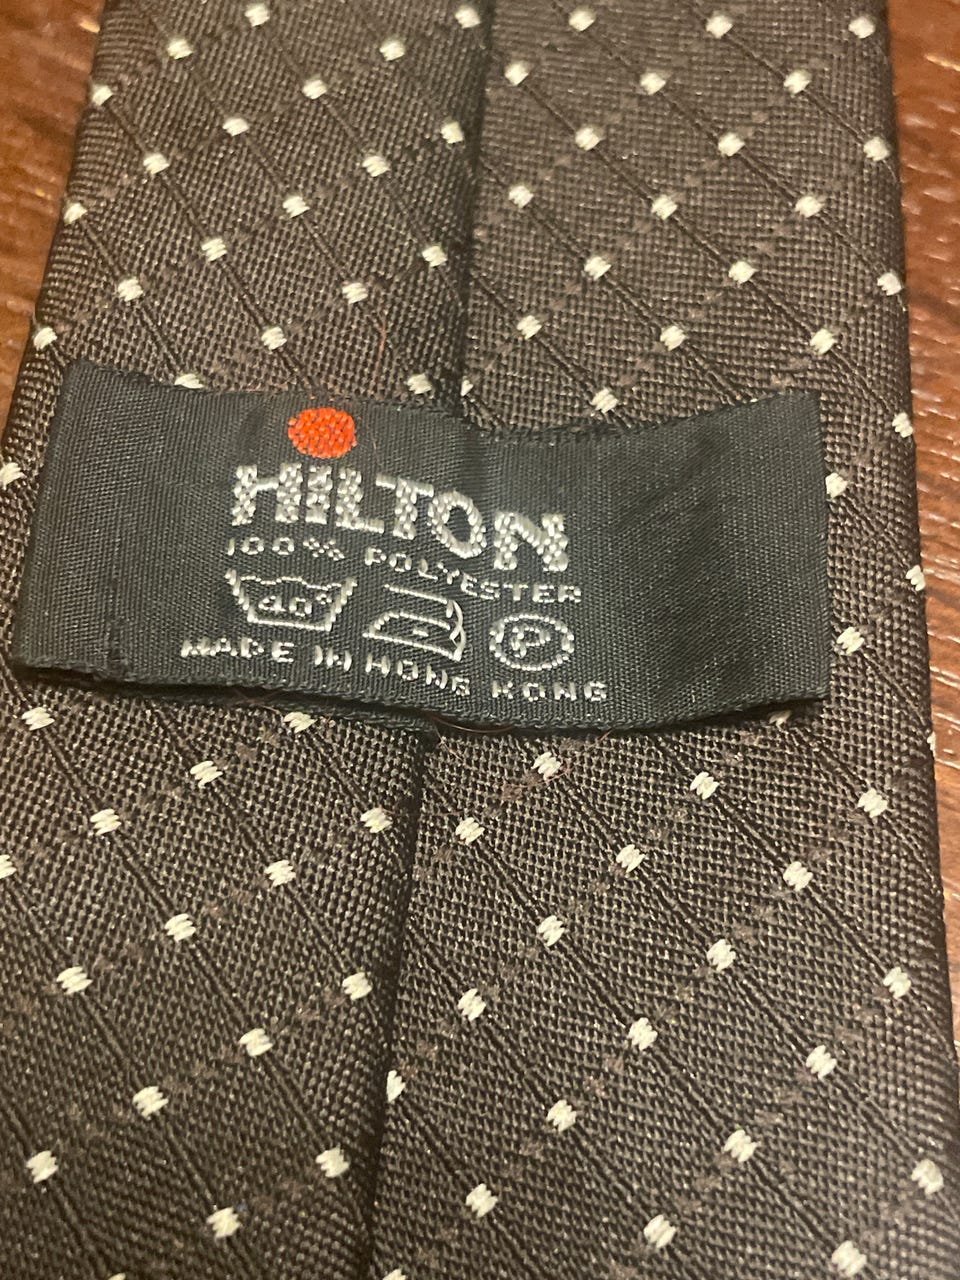 HILTON
100% POLYESTER
40° P
MADE IN HONG KONG